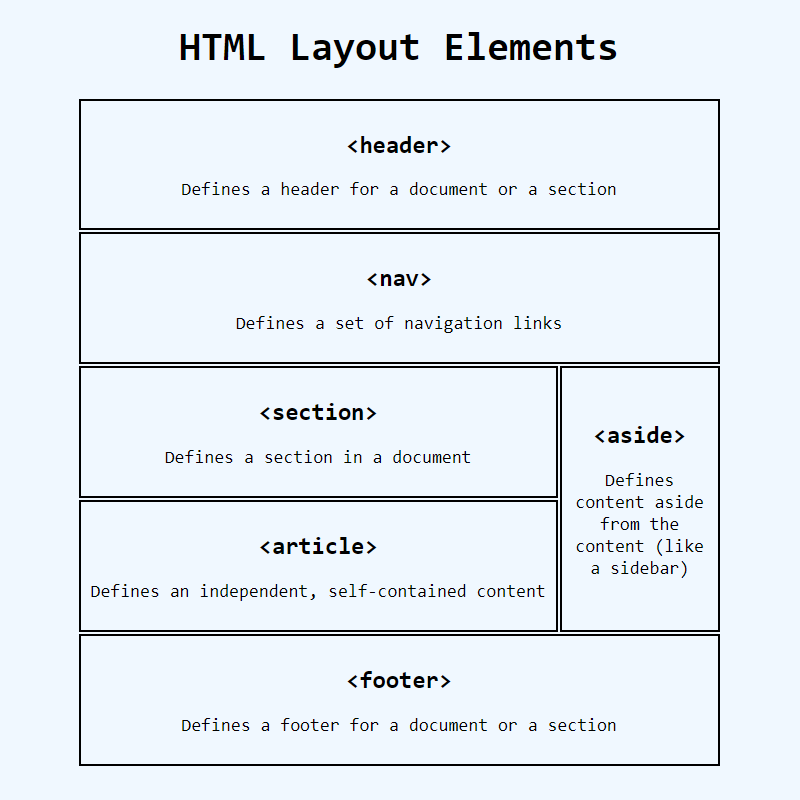 HTML Layout Elements
<header>
Defines a header for a document or a section
<nav>
Defines a set of navigation links
<section>
Defines a section in a document
<article>
Defines an independent, self-contained content
<aside>
Defines
content aside
from the
content (like
a sidebar)
<footer>
Defines a footer for a document or a section